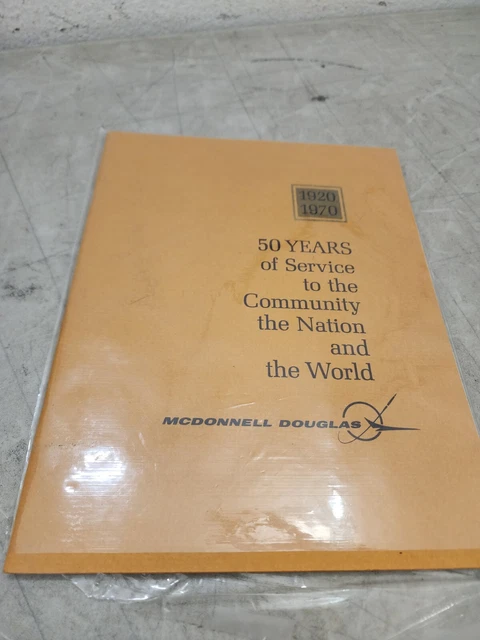 1920
1970
50 YEARS
of Service
to the
Community
the Nation
and
the World
MCDONNELL DOUGLAS